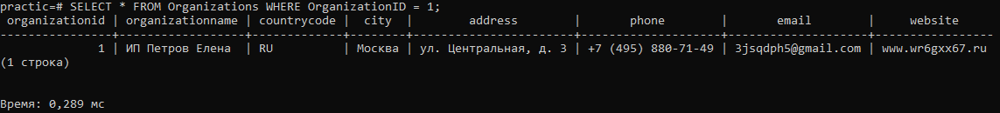 practic=# SELECT * FROM Organizations WHERE OrganizationID = 1;
 organizationid | organizationname | countrycode |  city  |        address        |       phone        |        email        |     website
----------------+------------------+-------------+--------+-----------------------+--------------------+---------------------+-----------------
              1 | ИП Петров Елена  | RU          | Москва | ул. Центральная, д. 3 | +7 (495) 880-71-49 | 3jsqdph5@gmail.com | www.wr6gxx67.ru
(1 строка)
Время: 0,289 мс